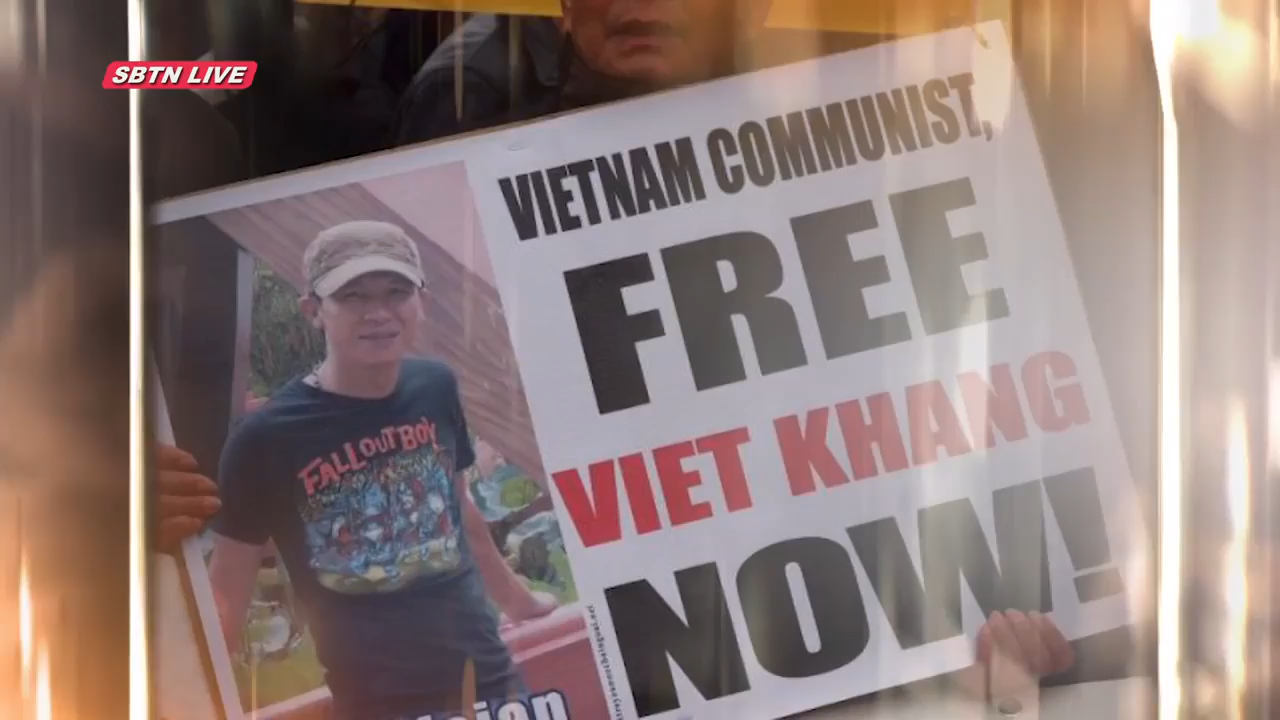 SBTN LIVE
VIETNAM COMMUNIST,
FREE
VIET KHANG
NOW!
FALL OUT BOY